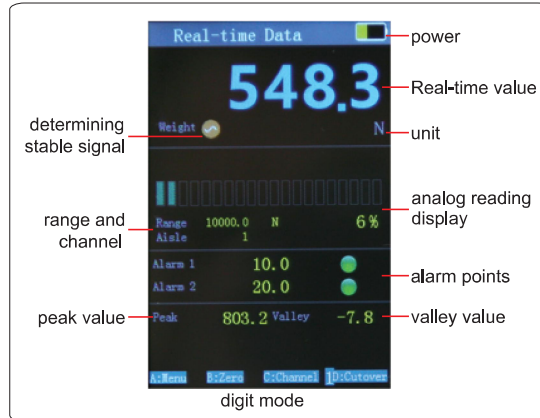 Real-time Data
power
548.3
Real-time value
determining stable signal
Weight
N
unit
analog reading display
range and channel
Range 10000.0 N 6%
Aisle 1
Alarm 1 10.0
Alarm 2 20.0
alarm points
peak value
Peak 803.2 Valley -7.8
valley value
A:Menu B:Zero C:Channel 1D:Cutover
digit mode